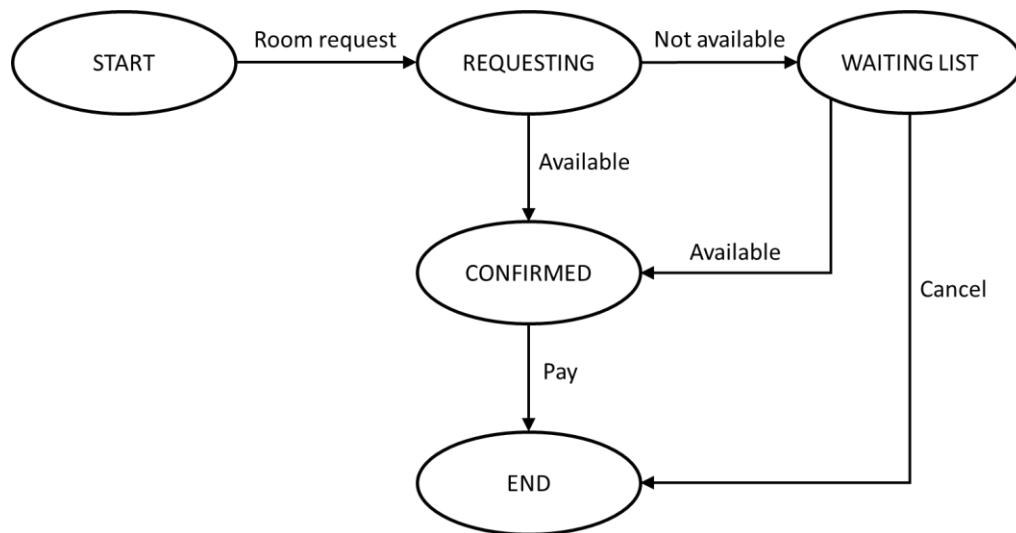 START
Room request
REQUESTING
Not available
WAITING LIST
Available
CONFIRMED
Available
Cancel
Pay
END